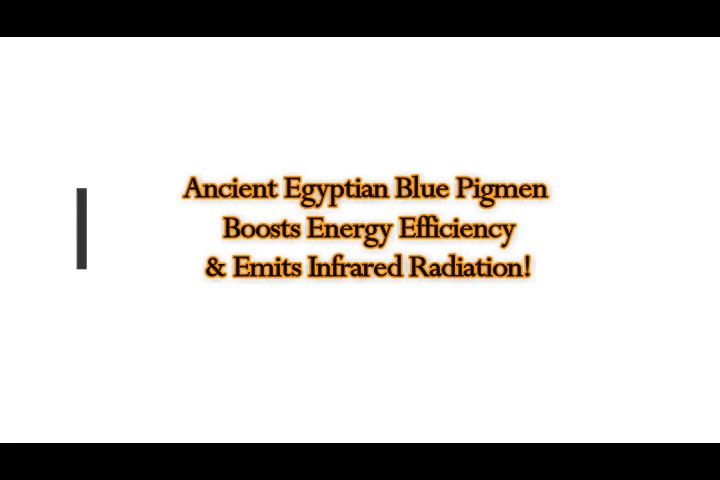 Ancient Egyptian Blue Pigmen
Boosts Energy Efficiency
& Emits Infrared Radiation!